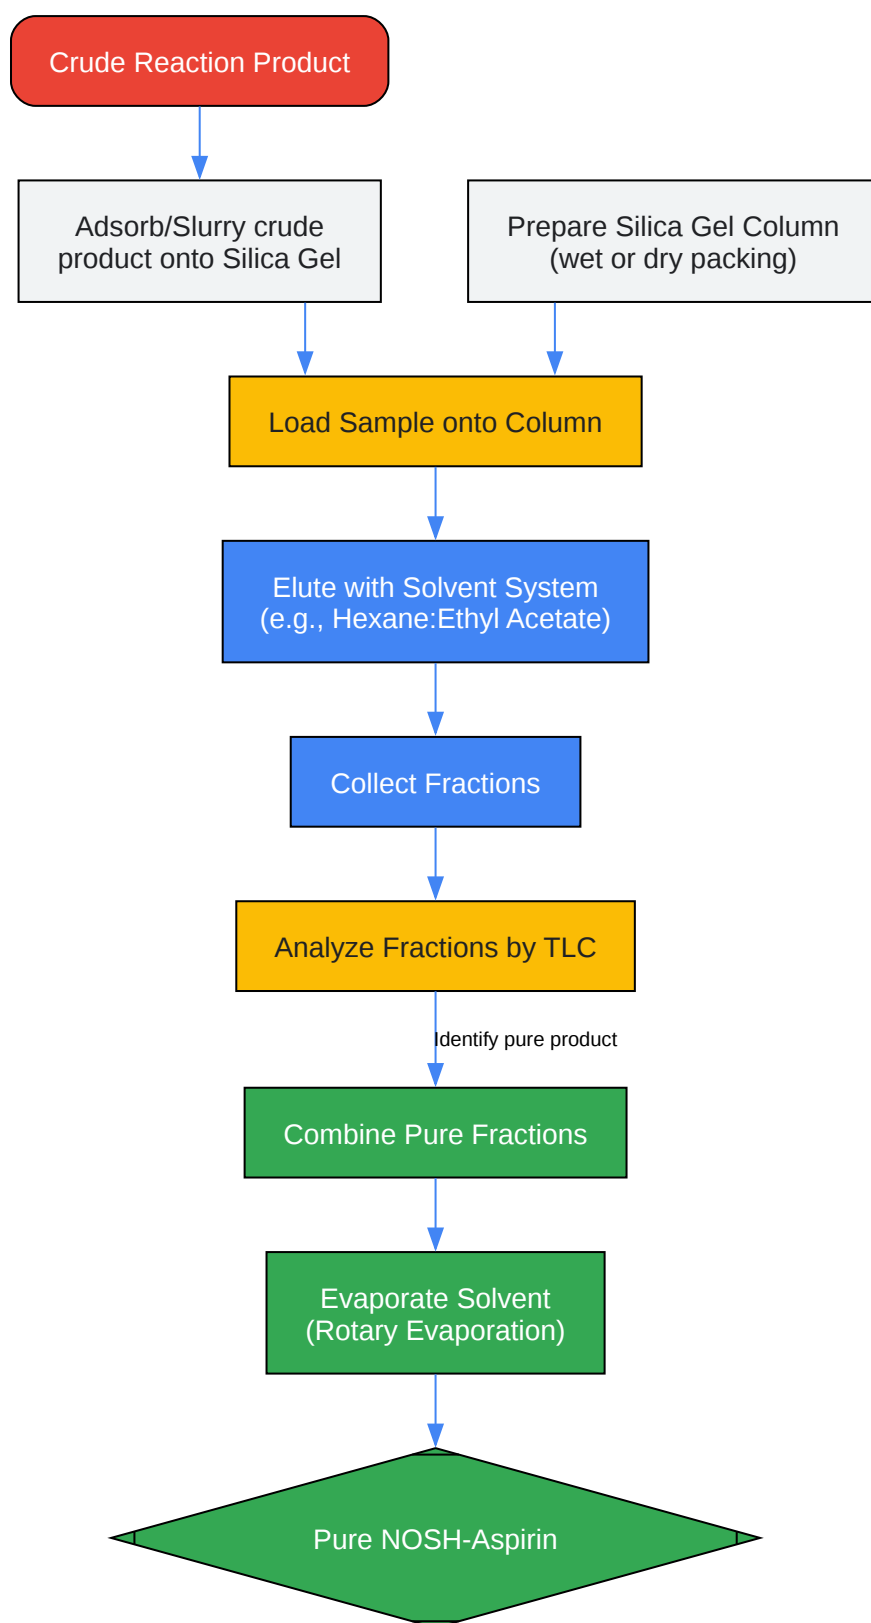 Crude Reaction Product
Adsorb/Slurry crude
product onto Silica Gel
Prepare Silica Gel Column
(wet or dry packing)
Load Sample onto Column
Elute with Solvent System
(e.g., Hexane:Ethyl Acetate)
Collect Fractions
Analyze Fractions by TLC
Identify pure product
Combine Pure Fractions
Evaporate Solvent
(Rotary Evaporation)
Pure NOSH-Aspirin